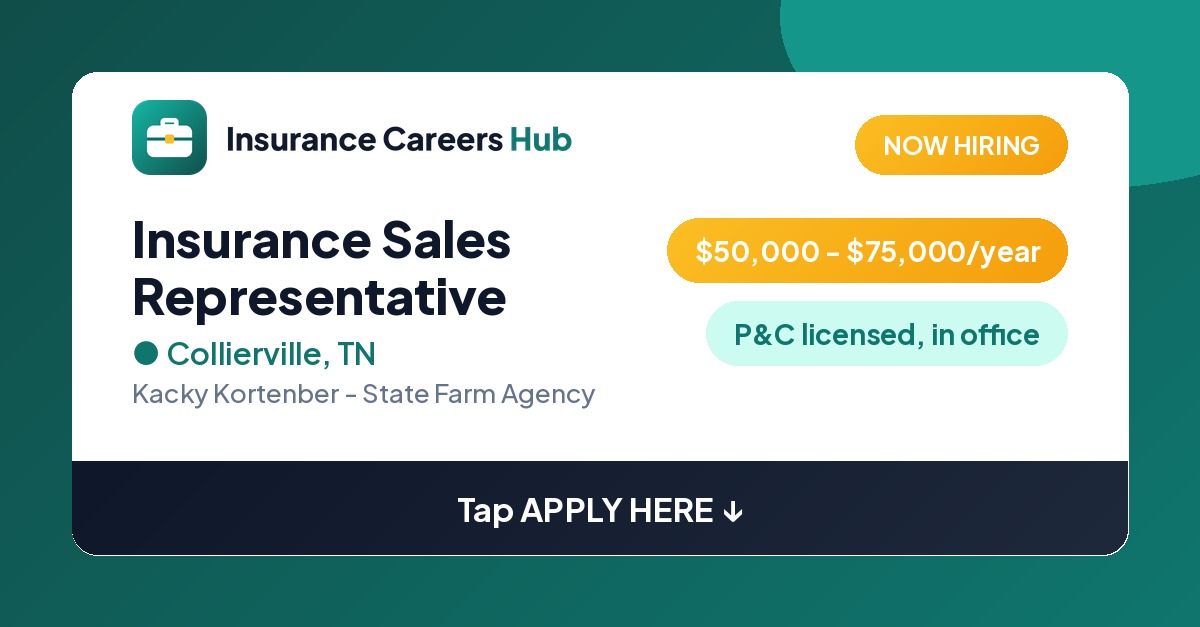 Insurance Careers Hub
NOW HIRING
Insurance Sales
Representative
$50,000 - $75,000/year
P&C licensed, in office
Collierville, TN
Kacky Kortenber - State Farm Agency
Tap APPLY HERE ↓